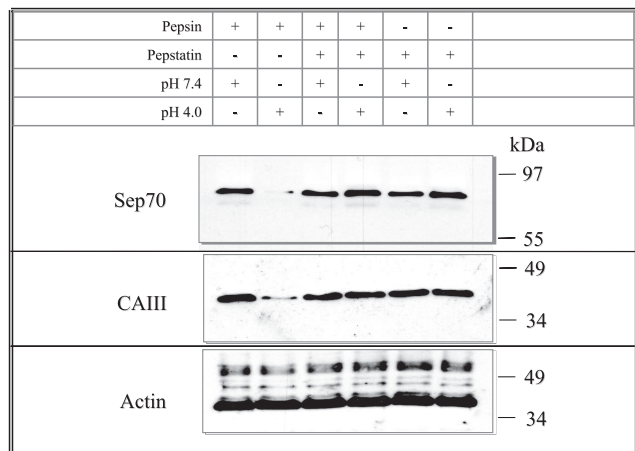 Pepsin + + + + - -
Pepstatin - - + + + +
pH 7.4 + - + - + -
pH 4.0 - + - + - +
kDa
97
Sep70
55
49
CAIII
34
49
Actin
34